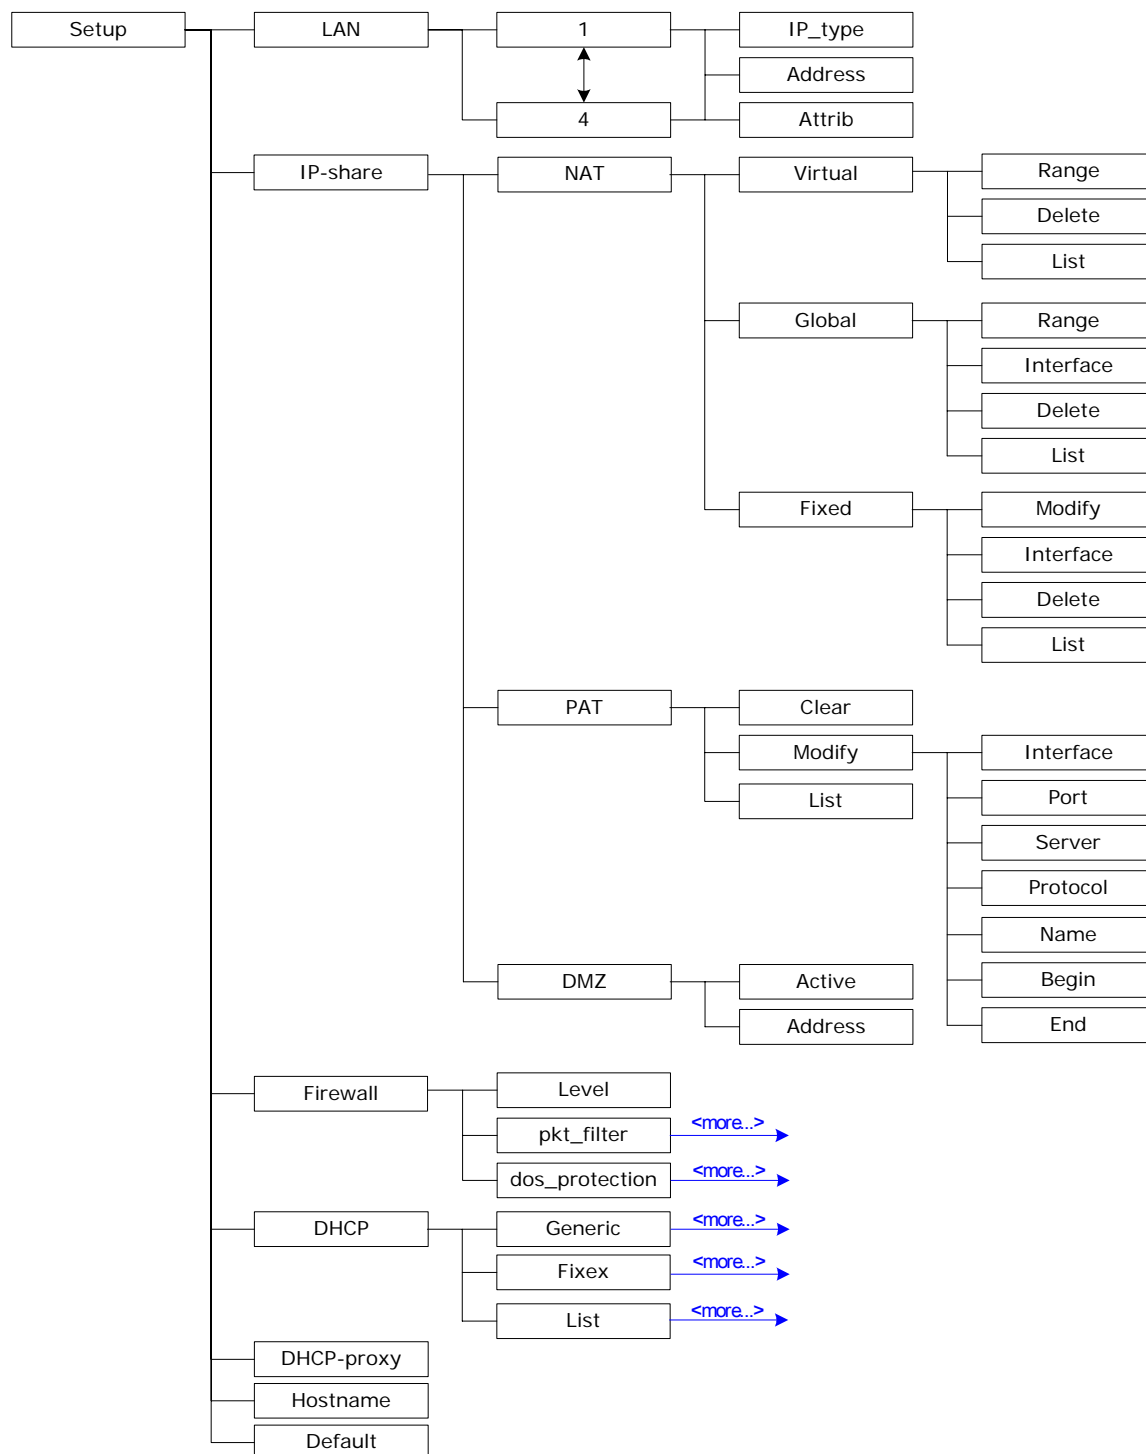 Setup
LAN
1
IP_type
Address
4
Attrib
IP-share
NAT
Virtual
Range
Delete
List
Global
Range
Interface
Delete
List
Fixed
Modify
Interface
Delete
List
PAT
Clear
Modify
Interface
List
Port
Server
Protocol
Name
DMZ
Active
Begin
Address
End
Firewall
Level
pkt_filter
<more...>
dos_protection
<more...>
DHCP
Generic
<more...>
Fixex
<more...>
List
<more...>
DHCP-proxy
Hostname
Default